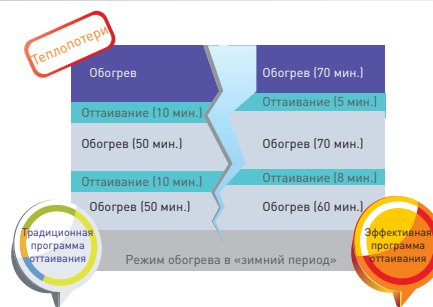 Теплопотери
Обогрев
Обогрев (70 мин.)
Оттаивание (10 мин.)
Оттаивание (5 мин.)
Обогрев (50 мин.)
Обогрев (70 мин.)
Оттаивание (10 мин.)
Оттаивание (8 мин.)
Обогрев (50 мин.)
Обогрев (60 мин.)
Традиционная
программа
оттаивания
Эффективная
программа
оттаивания
Режим обогрева в «зимний период»